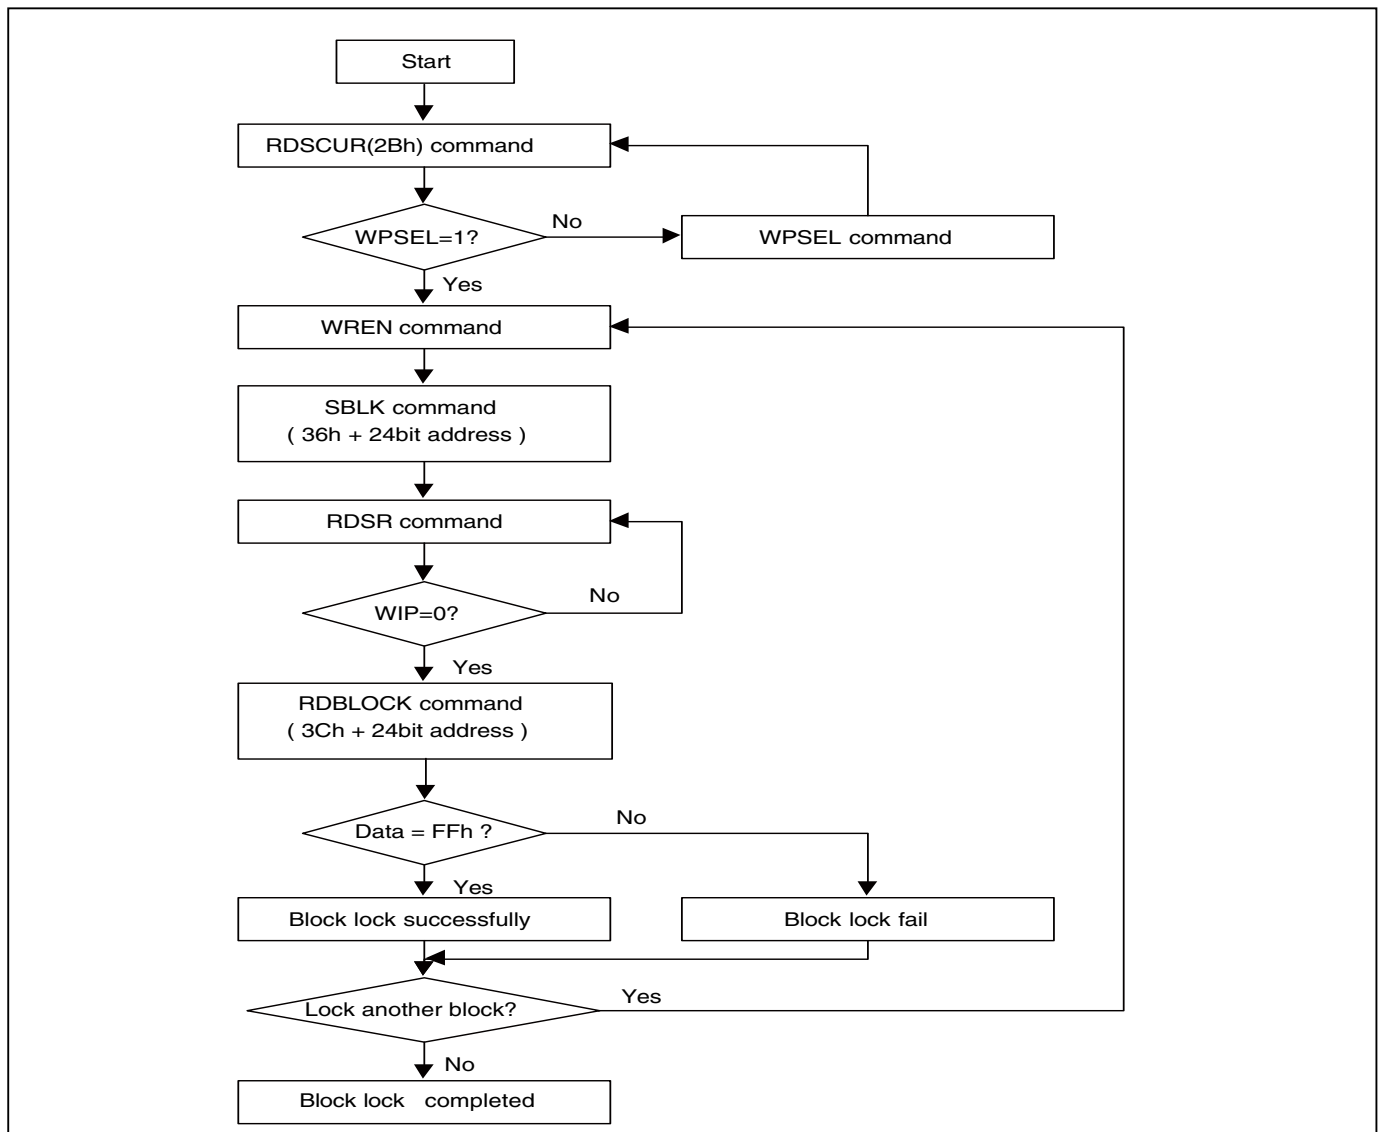 Start
RDSCUR(2Bh) command
WPSEL=1?
No
WPSEL command
Yes
WREN command
SBLK command
( 36h + 24bit address )
RDSR command
WIP=0?
No
Yes
RDBLOCK command
( 3Ch + 24bit address )
Data = FFh ?
No
Yes
Block lock successfully
Block lock fail
Lock another block?
Yes
No
Block lock completed